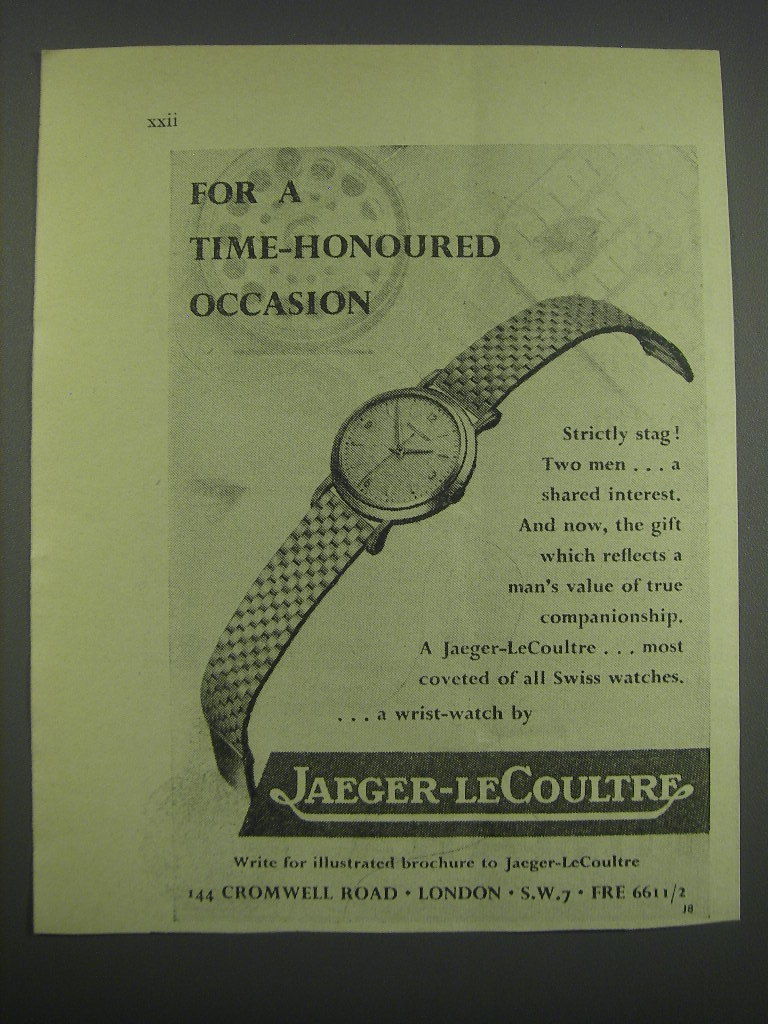 xxii
FOR A
TIME-HONOURED
OCCASION
Strictly stag!
Two men . . . a
shared interest.
And now, the gift
which reflects a
man's value of true
companionship.
A Jaeger-LeCoultre . . . most
coveted of all Swiss watches.
. . . a wrist-watch by
JAEGER-LECOULTRE
Write for illustrated brochure to Jaeger-LeCoultre
144 CROMWELL ROAD • LONDON • S.W.7 • FRE 6611/2
J8